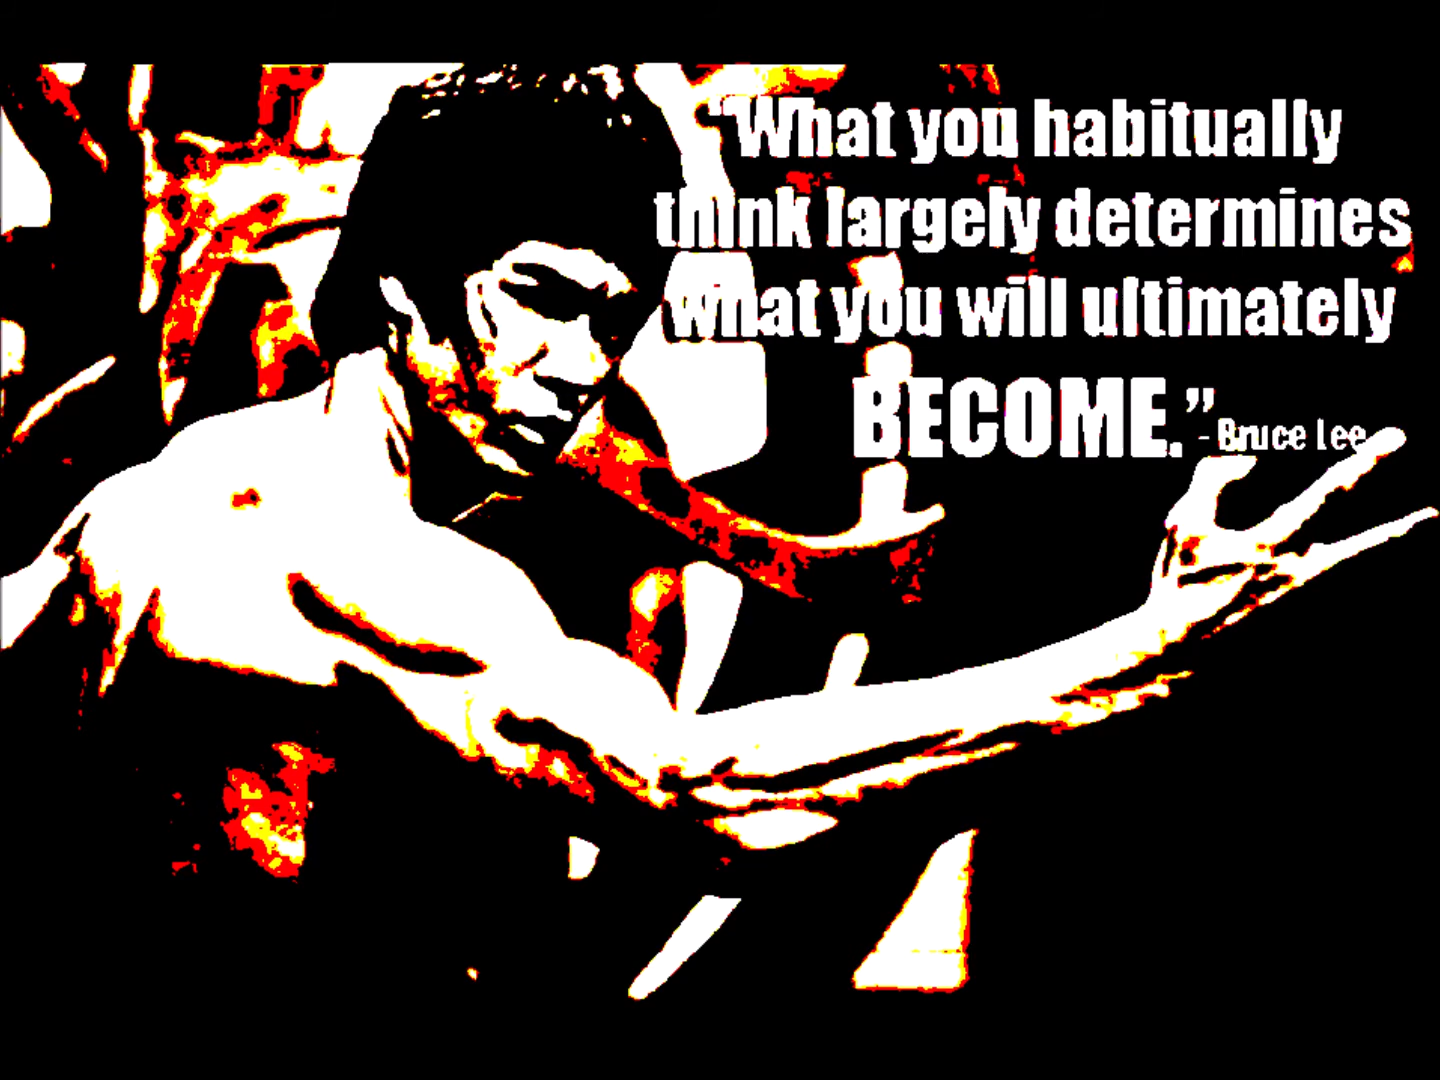 “What you habitually
think largely determines
what you will ultimately
BECOME.” - Bruce Lee